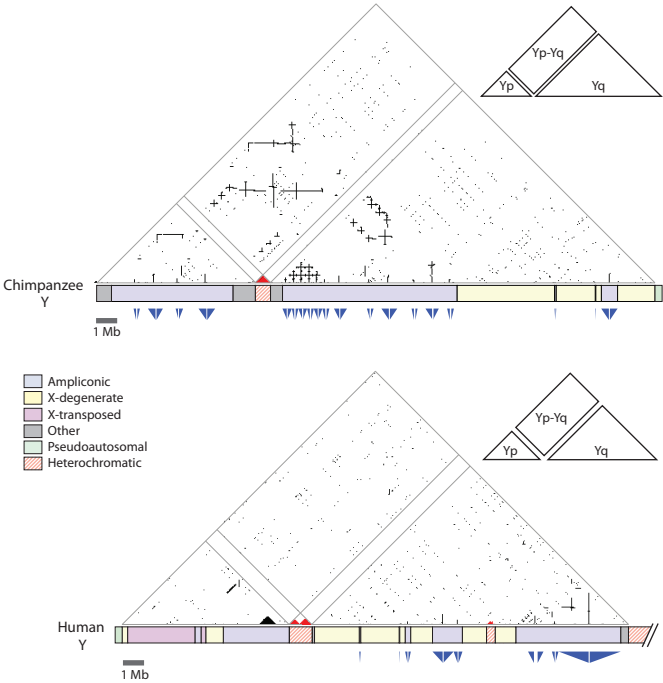 Yp-Yq
Yp
Yq
Chimpanzee
Y
1 Mb
Ampliconic
X-degenerate
X-transposed
Other
Pseudoautosomal
Heterochromatic
Yp-Yq
Yp
Yq
Human
Y
1 Mb